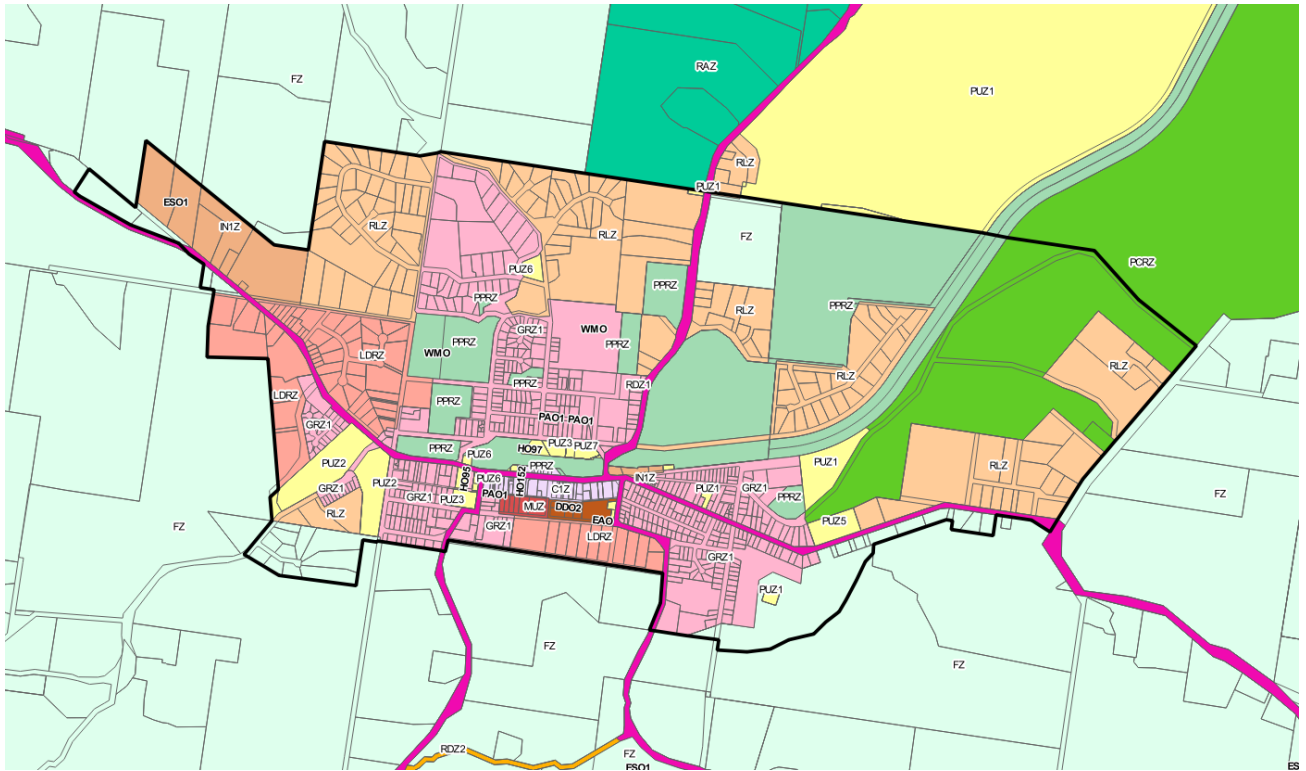 RAZ
FZ
PUZ1
RLZ
PUZ1
ESO1
IN1Z
RLZ
RLZ
FZ
PCRZ
PUZ6
PPRZ
PPRZ
RLZ
PPRZ
GRZ1
WMO
PPRZ
PPRZ
WMO
LDRZ
RLZ
RLZ
PPRZ
RDZ1
LDRZ
PPRZ
GRZ1
PAO1
PAO1
PPRZ
HO97
PUZ3
PUZ7
PUZ6
PUZ2
PPRZ
PUZ1
RLZ
HO95
PUZ6
HO152
IN1Z
PUZ2
GRZ1
C1Z
PUZ1
GRZ1
GRZ1
PUZ3
PAO1
PPRZ
MUZ
DDO2
RLZ
EAO
PUZ5
FZ
GRZ1
LDRZ
FZ
GRZ1
PUZ1
FZ
FZ
RDZ2
FZ
ESO1
ES